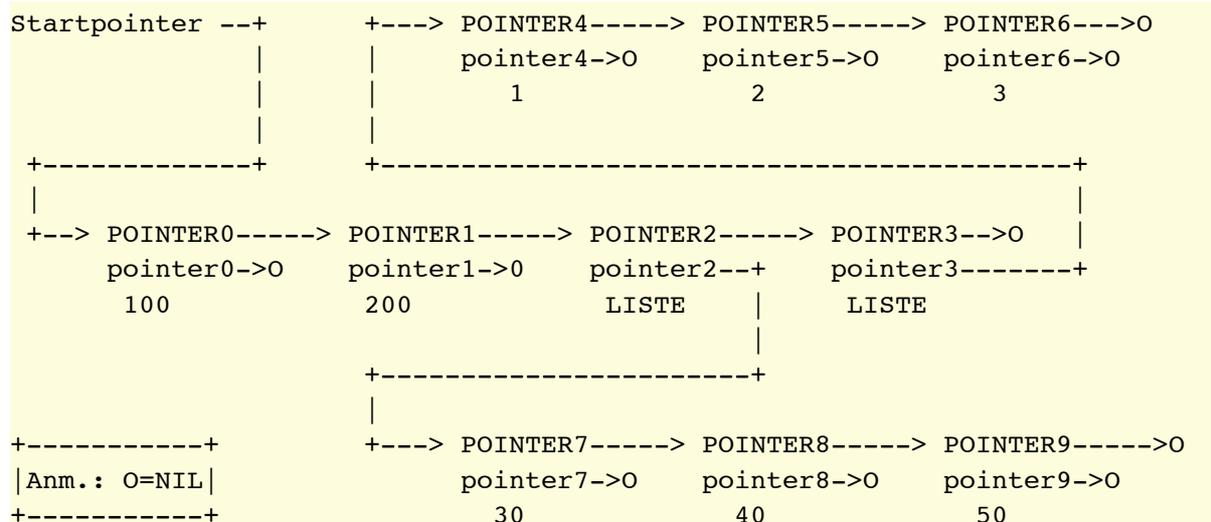 Startpointer --+      +---> POINTER4-----> POINTER5-----> POINTER6--->O
               |      |     pointer4->O    pointer5->O    pointer6->O
               |      |        1              2              3
               |      |
 +-------------+      +-------------------------------------------+
 |                                                                |
 +--> POINTER0-----> POINTER1-----> POINTER2-----> POINTER3-->O   |
      pointer0->O    pointer1->0    pointer2--+    pointer3-------+
       100            200            LISTE    |     LISTE
                                              |
                      +-----------------------+
                      |
+-----------+         +---> POINTER7-----> POINTER8-----> POINTER9----->O
|Anm.: O=NIL|               pointer7->O    pointer8->O    pointer9->O
+-----------+                 30             40             50